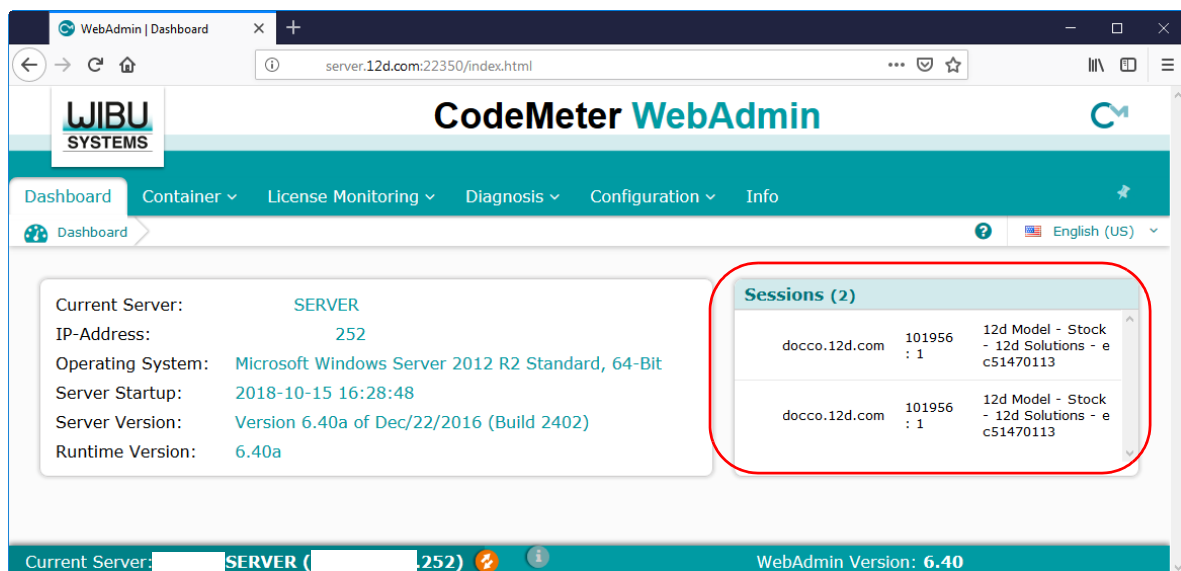 WebAdmin | Dashboard
server.12d.com:22350/index.html
WIBU
SYSTEMS
CodeMeter WebAdmin
Dashboard Container License Monitoring Diagnosis Configuration Info
Dashboard
? English (US)
Current Server: SERVER
IP-Address: 252
Operating System: Microsoft Windows Server 2012 R2 Standard, 64-Bit
Server Startup: 2018-10-15 16:28:48
Server Version: Version 6.40a of Dec/22/2016 (Build 2402)
Runtime Version: 6.40a
Sessions (2)
docco.12d.com 101956 : 1 12d Model - Stock
- 12d Solutions - e
c51470113
docco.12d.com 101956 : 1 12d Model - Stock
- 12d Solutions - e
c51470113
Current Server: SERVER ( .252) WebAdmin Version: 6.40